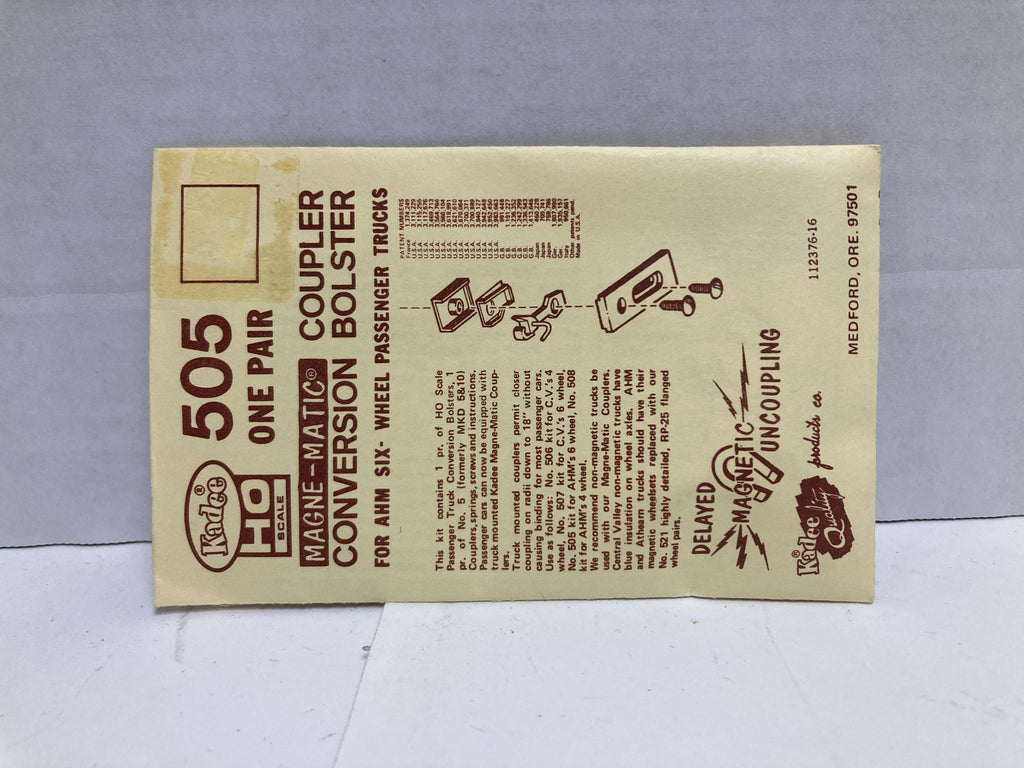 Kadee®
HO
SCALE
505
ONE PAIR
MAGNE-MATIC® COUPLER
CONVERSION BOLSTER
FOR AHM SIX- WHEEL PASSENGER TRUCKS
This kit contains 1 pr. of HO Scale
Passenger Truck Conversion Bolsters, 1
pr. of No. 5 (formerly MKD 5&10)
Couplers, springs, screws and instructions.
Passenger cars can now be equipped with
truck mounted Kadee Magne-Matic Coup-
lers.
Truck mounted couplers permit closer
coupling on radii down to 18" without
causing binding for most passenger cars.
Use as follows: No. 506 kit for C.V.'s 4
wheel, No. 507 kit for C.V.'s 6 wheel,
No. 505 kit for AHM's 6 wheel, No. 508
kit for AHM's 4 wheel.
We recommend non-magnetic trucks be
used with our Magne-Matic Couplers.
Central Valley non-magnetic trucks have
blue insulation on wheel axles. AHM
and Athearn trucks should have their
magnetic wheelsets replaced with our
No. 521 highly detailed, RP-25 flanged
wheel pairs.
PATENT NUMBERS
Made in U.S.A.
DELAYED
MAGNETIC
UNCOUPLING
Kadee®
Quality products co.
112376-16
MEDFORD, ORE. 97501